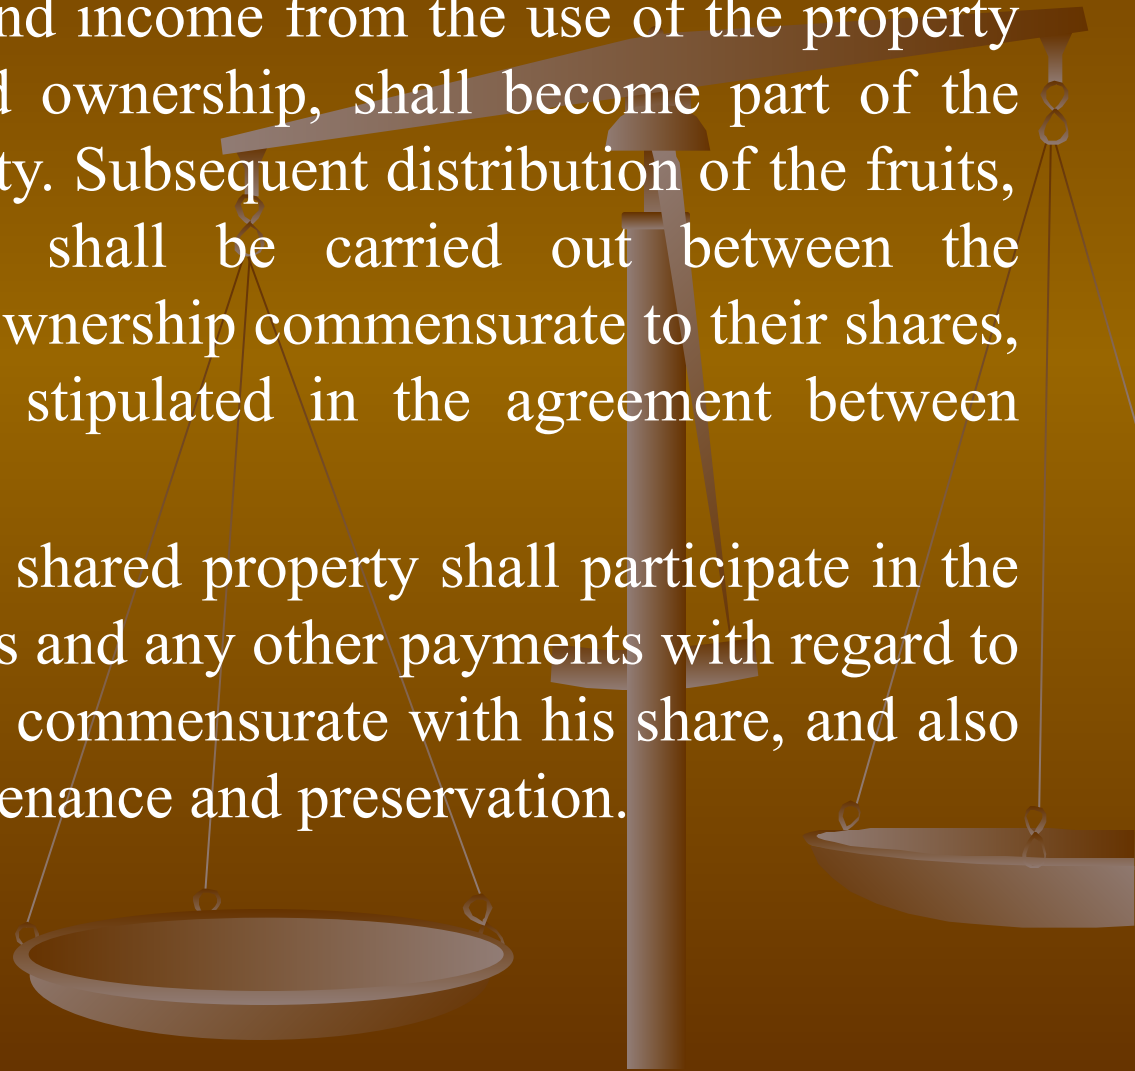 nd income from the use of the property
d ownership, shall become part of the
ty. Subsequent distribution of the fruits,
shall be carried out between the
wnership commensurate to their shares,
stipulated in the agreement between
shared property shall participate in the
s and any other payments with regard to
commensurate with his share, and also
enance and preservation.